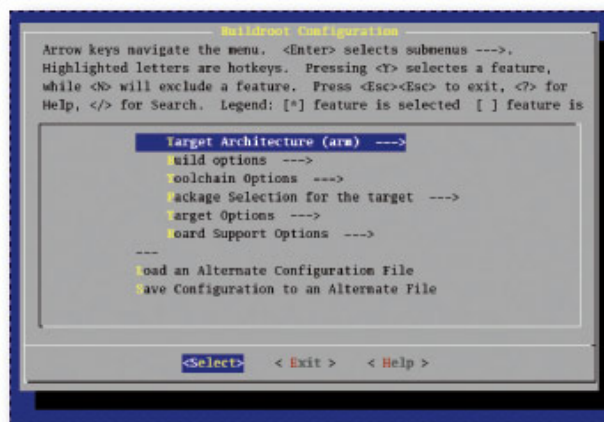 Buildroot Configuration
Arrow keys navigate the menu. <Enter> selects submenus --->.
Highlighted letters are hotkeys. Pressing <Y> selectes a feature,
while <N> will exclude a feature. Press <Esc><Esc> to exit, <?> for
Help, </> for Search. Legend: [*] feature is selected [ ] feature is
Target Architecture (arm) --->
Build options --->
Toolchain Options --->
Package Selection for the target --->
Target Options --->
Board Support Options --->
---
Load an Alternate Configuration File
Save Configuration to an Alternate File
<Select> < Exit > < Help >